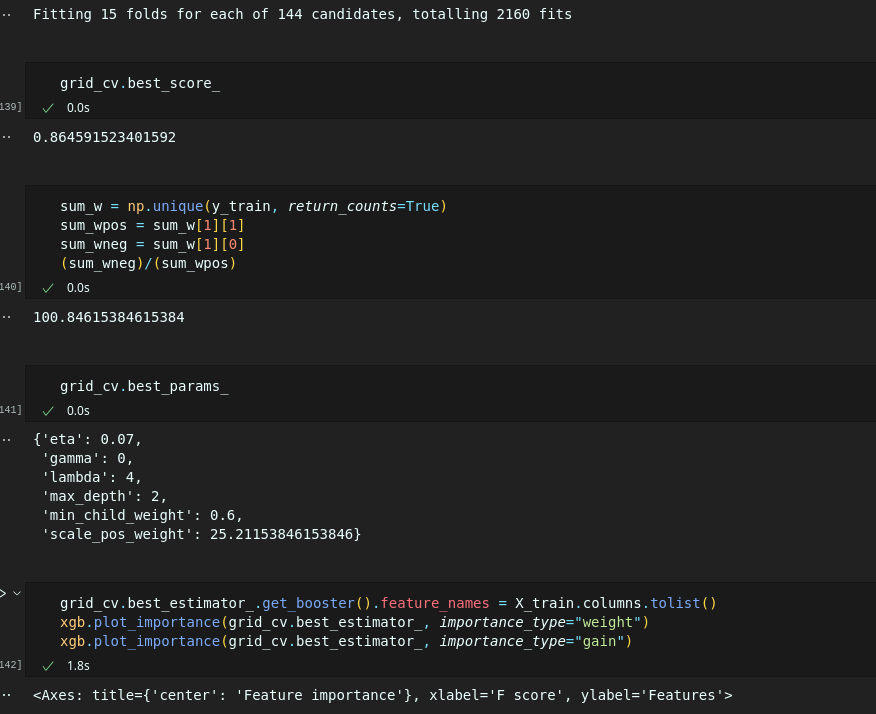 ·· Fitting 15 folds for each of 144 candidates, totalling 2160 fits
grid_cv.best_score_
139] ✓ 0.0s
·· 0.864591523401592
sum_w = np.unique(y_train, return_counts=True)
sum_wpos = sum_w[1][1]
sum_wneg = sum_w[1][0]
(sum_wneg)/(sum_wpos)
140] ✓ 0.0s
·· 100.84615384615384
grid_cv.best_params_
141] ✓ 0.0s
·· {'eta': 0.07,
'gamma': 0,
'lambda': 4,
'max_depth': 2,
'min_child_weight': 0.6,
'scale_pos_weight': 25.21153846153846}
grid_cv.best_estimator_.get_booster().feature_names = X_train.columns.tolist()
xgb.plot_importance(grid_cv.best_estimator_, importance_type="weight")
xgb.plot_importance(grid_cv.best_estimator_, importance_type="gain")
142] ✓ 1.8s
·· <Axes: title={'center': 'Feature importance'}, xlabel='F score', ylabel='Features'>